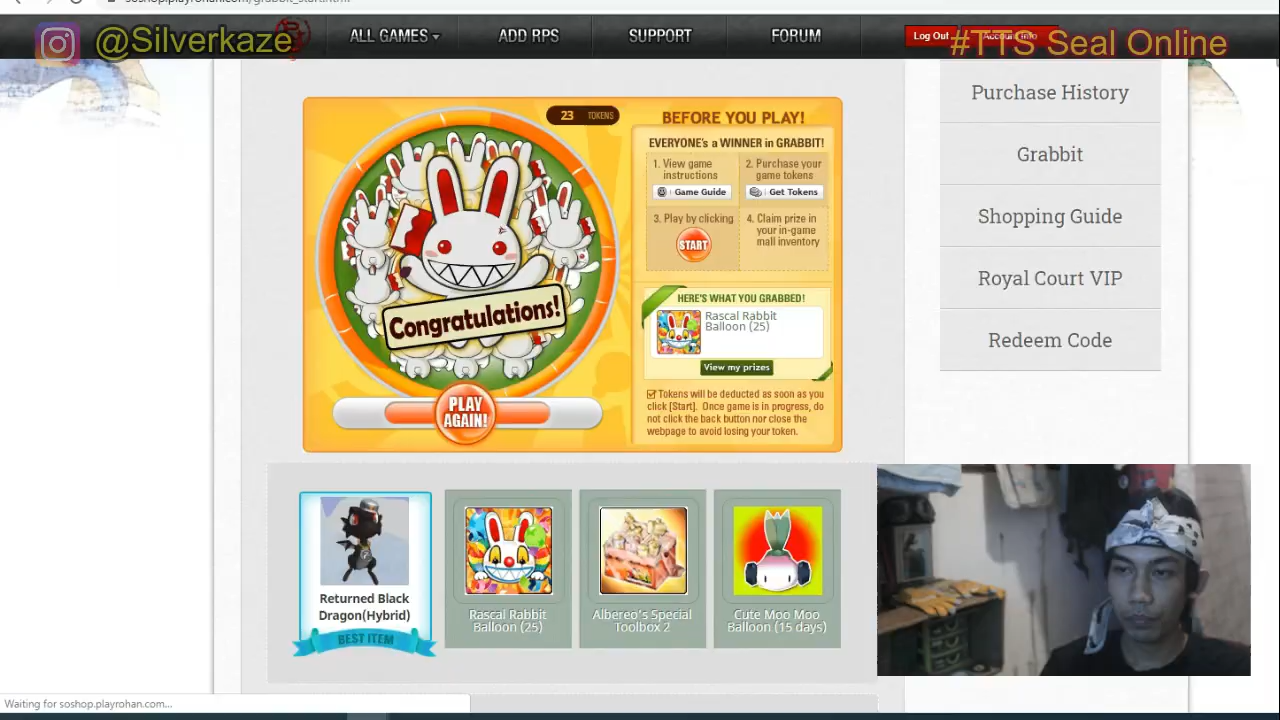 @Silverkaze
ALL GAMES
ADD RPS
SUPPORT
FORUM
Log Out
#TTS Seal Online
Purchase History
Grabbit
Shopping Guide
Royal Court VIP
Redeem Code
23 TOKENS
Congratulations!
PLAY
AGAIN!
BEFORE YOU PLAY!
EVERYONE's a WINNER in GRABBIT!
1. View game
instructions
Game Guide
2. Purchase your
game tokens
Get Tokens
3. Play by clicking
START
4. Claim prize in
your in-game
mall inventory
HERE'S WHAT YOU GRABBED!
Rascal Rabbit
Balloon (25)
View my prizes
Tokens will be deducted as soon as you
click [Start]. Once game is in progress, do
not click the back button nor close the
webpage to avoid losing your token.
Returned Black
Dragon(Hybrid)
BEST ITEM
Rascal Rabbit
Balloon (25)
Albereo's Special
Toolbox 2
Cute Moo Moo
Balloon (15 days)
Waiting for soshop.playrohan.com...